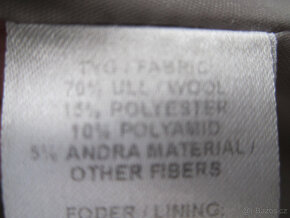 TYG / FABRIC
70% ULL / WOOL
15% POLYESTER
10% POLYAMID
5% ANDRA MATERIAL /
OTHER FIBERS
FODER / LINING: